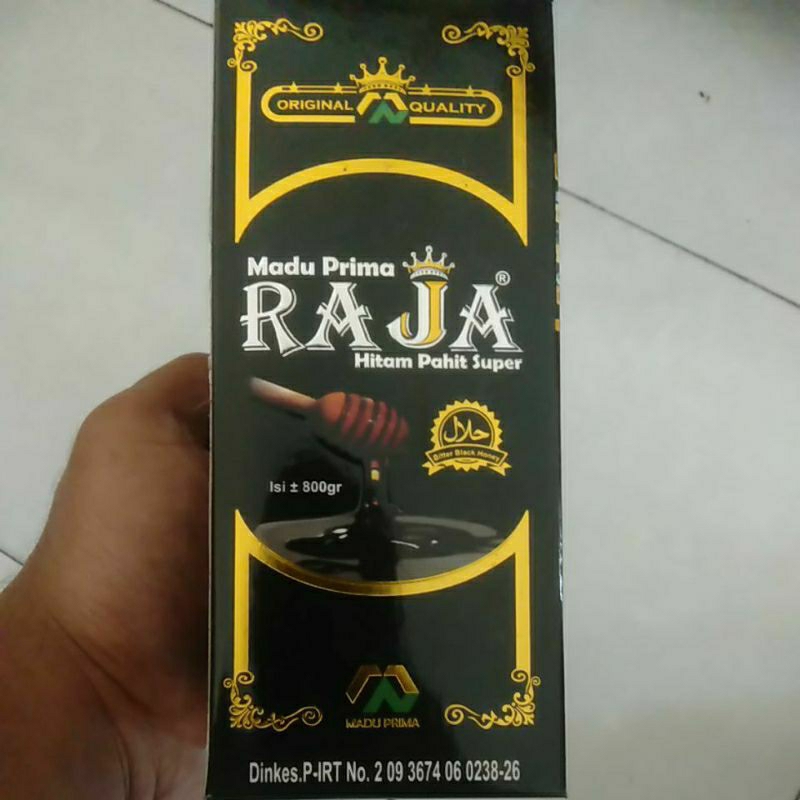 ORIGINAL QUALITY
Madu Prima
RAJA®
Hitam Pahit Super
حلال
Bitter Black Honey
Isi ± 800gr
MADU PRIMA
Dinkes.P-IRT No. 2 09 3674 06 0238-26